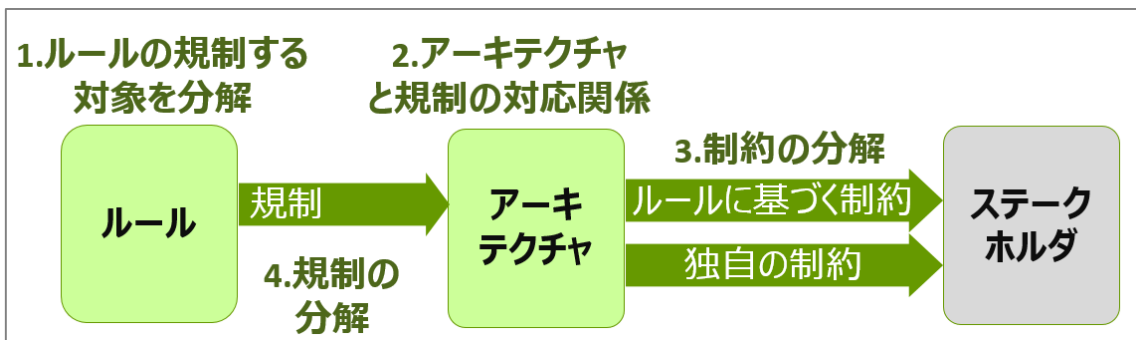 1.ルールの規制する
対象を分解
2.アーキテクチャ
と規制の対応関係
3.制約の分解
ルール
規制
4.規制の
分解
アーキ
テクチャ
ルールに基づく制約
独自の制約
ステーク
ホルダ